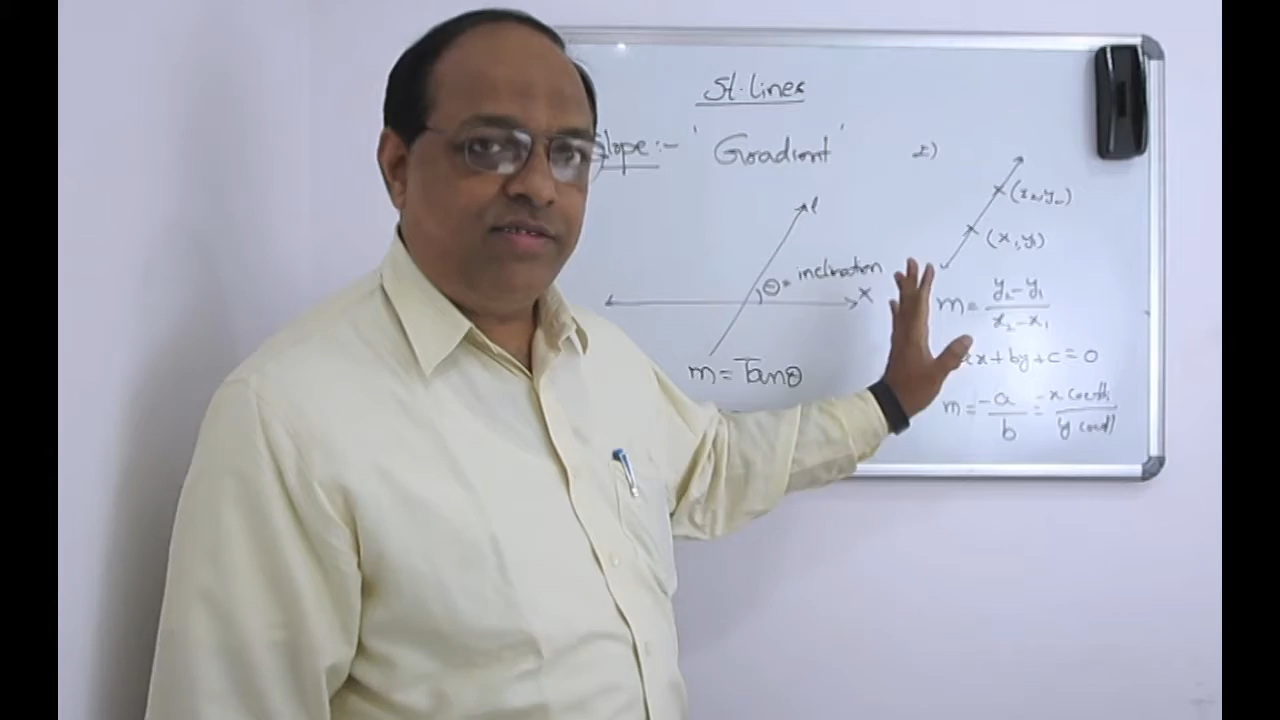 St. Lines
Slope :- 'Gradient'
l
θ = inclination
X
m = Tanθ
2)
(x₂, y₂)
(x₁, y₁)
m = y₂ - y₁ / x₂ - x₁
ax + by + c = 0
m = -a / b = -x coeff / y coeff